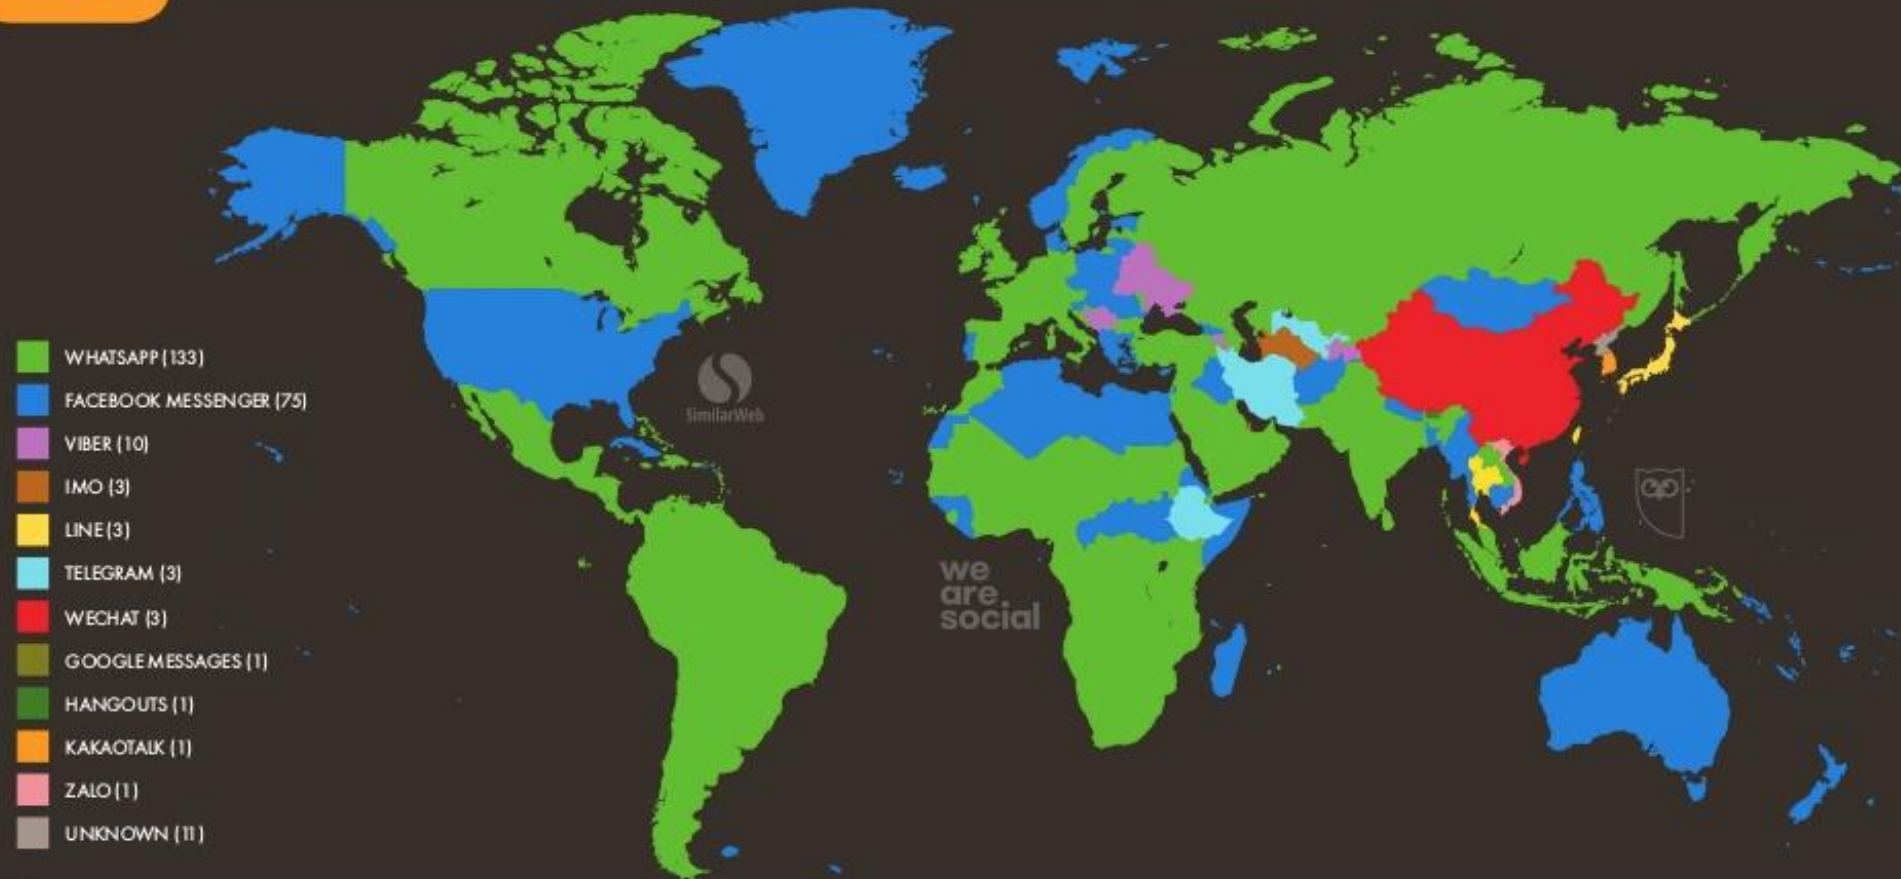 WHATSAPP (133)
FACEBOOK MESSENGER (75)
VIBER (10)
IMO (3)
LINE (3)
TELEGRAM (3)
WECHAT (3)
GOOGLE MESSAGES (1)
HANGOUTS (1)
KAKAOTALK (1)
ZALO (1)
UNKNOWN (11)
SimilarWeb
we
are
social